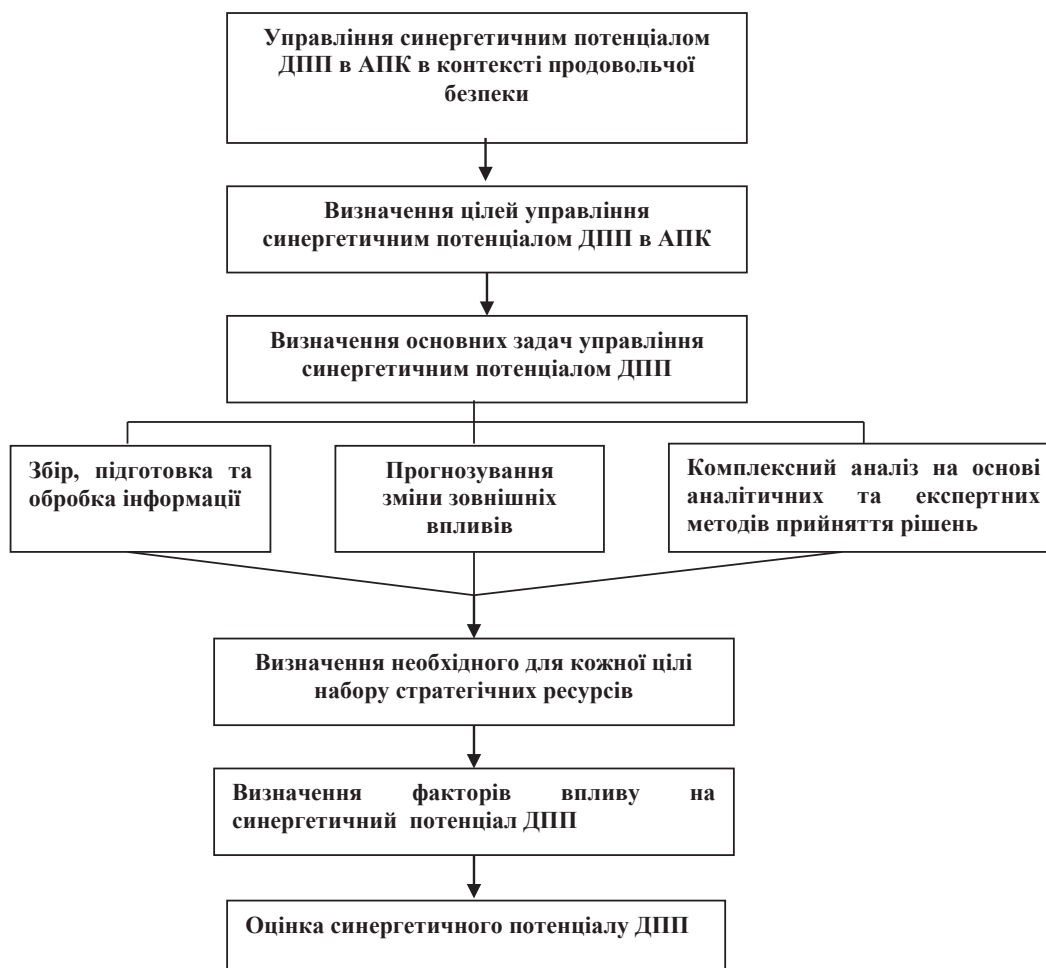 Управління синергетичним потенціалом
ДПП в АПК в контексті продовольчої
безпеки
Визначення цілей управління
синергетичним потенціалом ДПП в АПК
Визначення основних задач управління
синергетичним потенціалом ДПП
Збір, підготовка та
обробка інформації
Прогнозування
зміни зовнішніх
впливів
Комплексний аналіз на основі
аналітичних та експертних
методів прийняття рішень
Визначення необхідного для кожної цілі
набору стратегічних ресурсів
Визначення факторів впливу на
синергетичний потенціал ДПП
Оцінка синергетичного потенціалу ДПП